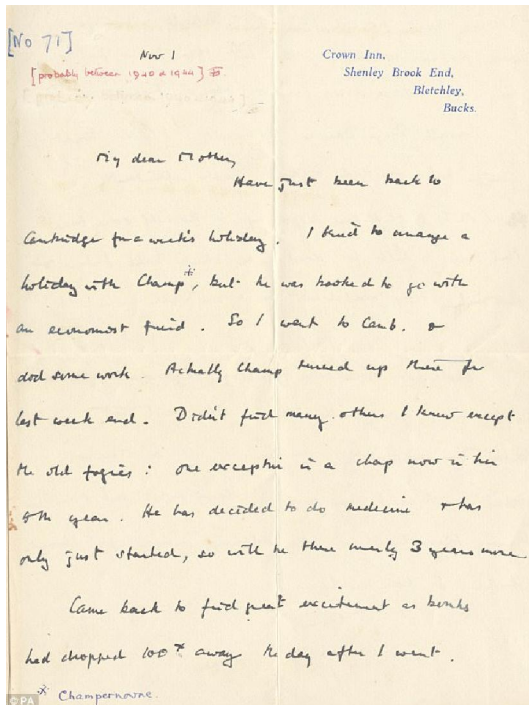 [No 71]
Nov 1
[probably between 1940 & 1944]
Crown Inn,
Shenley Brook End,
Bletchley,
Bucks.
My dear Mother,
Have just been back to
Cambridge for a week's holiday. I tried to arrange a
holiday with Champ*, but he was booked to go with
an economist friend. So I went to Camb. &
did some work. Actually Champ turned up there for
last week end. Didn't find many others I knew except
the old fogies: one exception is a chap now in his
5th year. He has decided to do medicine & has
only just started, so will be there nearly 3 years more
Came back to find great excitement as bombs
had dropped 100ˣ away the day after I went.
* Champernowne.
© PA